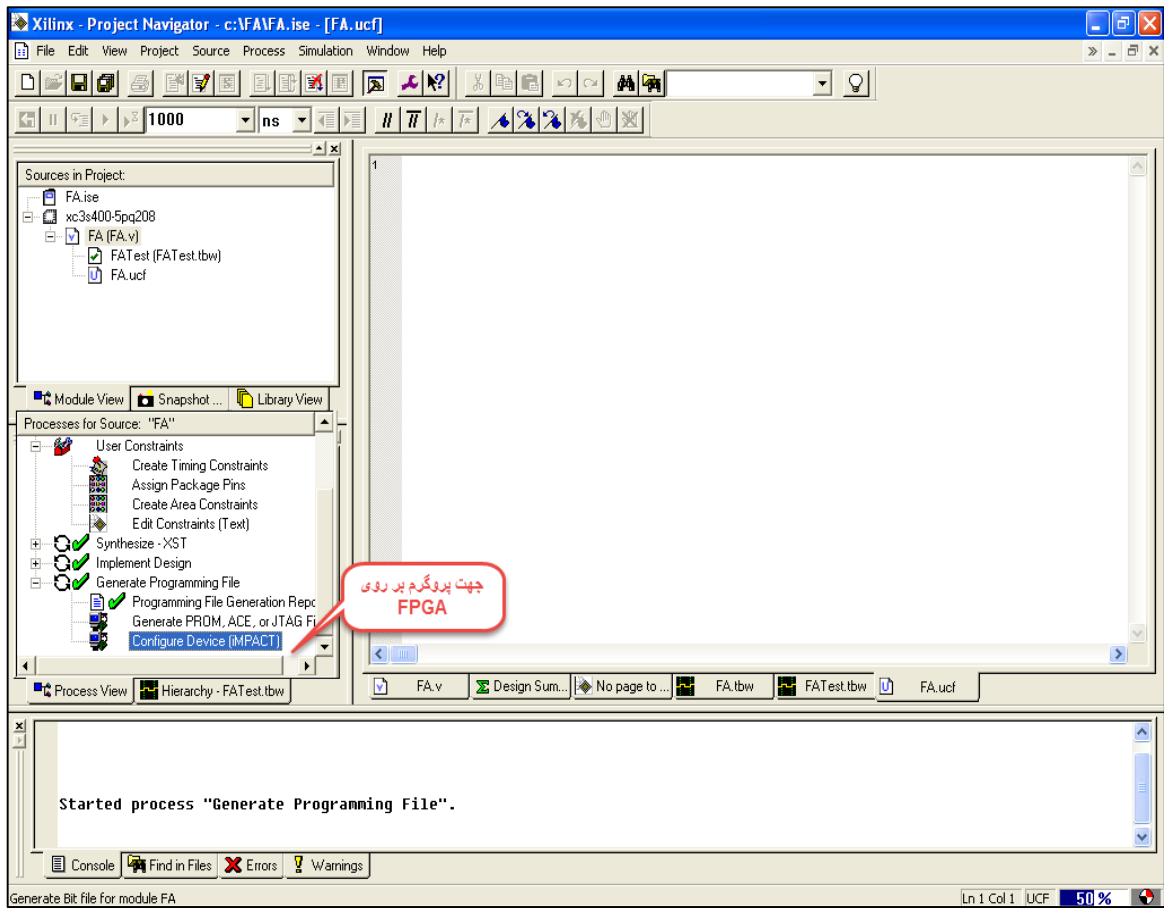 Xilinx - Project Navigator - c:\FA\FA.ise - [FA.ucf]
File Edit View Project Source Process Simulation Window Help
1000 ns
Sources in Project:
FA.ise
xc3s400-5pq208
FA (FA.v)
FATest (FATest.tbw)
FA.ucf
Module View Snapshot ... Library View
Processes for Source: "FA"
User Constraints
Create Timing Constraints
Assign Package Pins
Create Area Constraints
Edit Constraints (Text)
Synthesize - XST
Implement Design
Generate Programming File
Programming File Generation Repc
Generate PROM, ACE, or JTAG Fi
Configure Device (iMPACT)
Process View Hierarchy - FATest.tbw
1
جهت پروگرم بر روی
FPGA
FA.v Design Sum... No page to ... FA.tbw FATest.tbw FA.ucf
Started process "Generate Programming File".
Console Find in Files Errors Warnings
Generate Bit file for module FA
Ln 1 Col 1 UCF 50 %